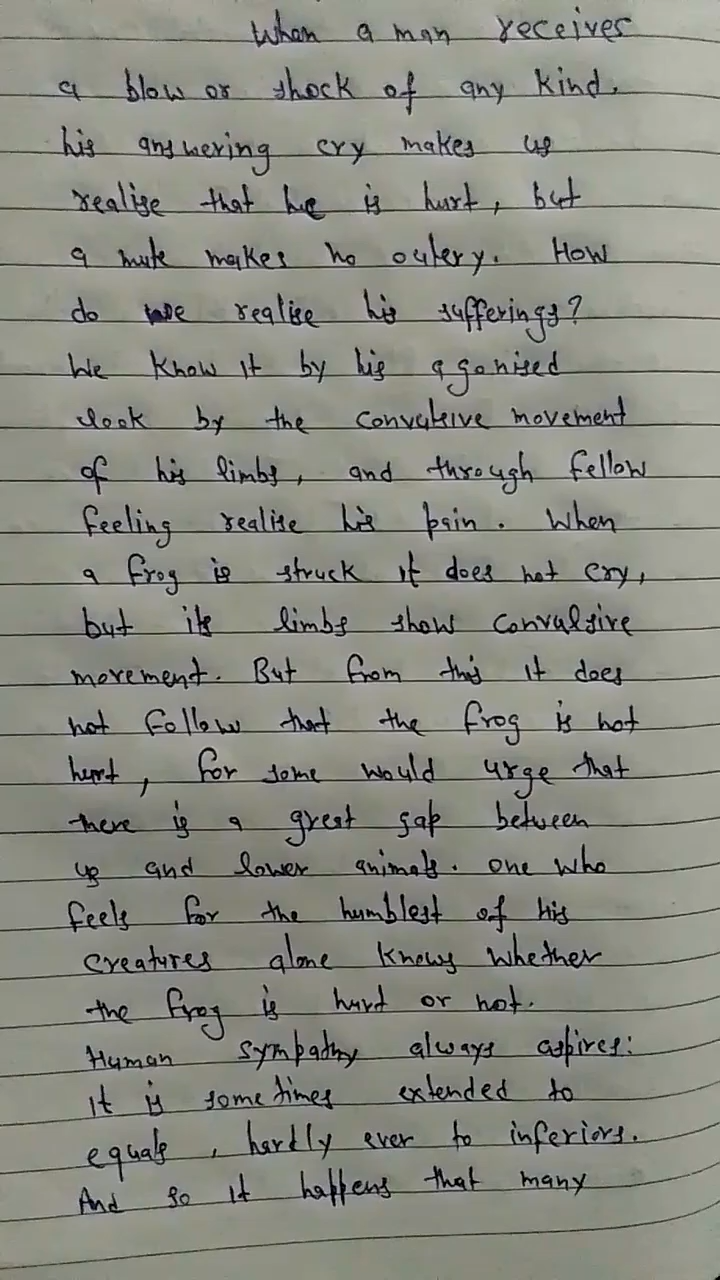 When a man receives
a blow or shock of any kind.
his answering cry makes us
realise that he is hurt, but
a mute makes no outery. How
do we realise his sufferings?
We know it by his agonised
look by the convulsive movement
of his limbs, and through fellow
feeling realise his pain. When
a frog is struck it does not cry,
but its limbs show convulsive
movement. But from this it does
not follow that the frog is not
hurt, for some would urge that
there is a great gap between
us and lower animals. one who
feels for the humblest of His
creatures alone knows whether
the frog is hurt or not.
Human sympathy always aspires:
it is sometimes extended to
equals, hardly ever to inferiors.
And so it happens that many